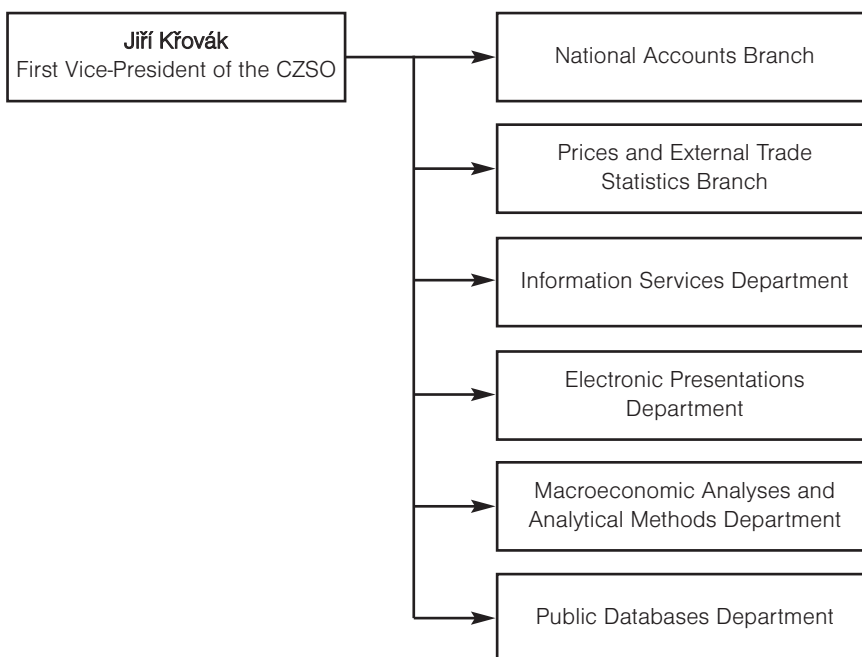 Jiří Křovák
First Vice-President of the CZSO
National Accounts Branch
Prices and External Trade
Statistics Branch
Information Services Department
Electronic Presentations
Department
Macroeconomic Analyses and
Analytical Methods Department
Public Databases Department